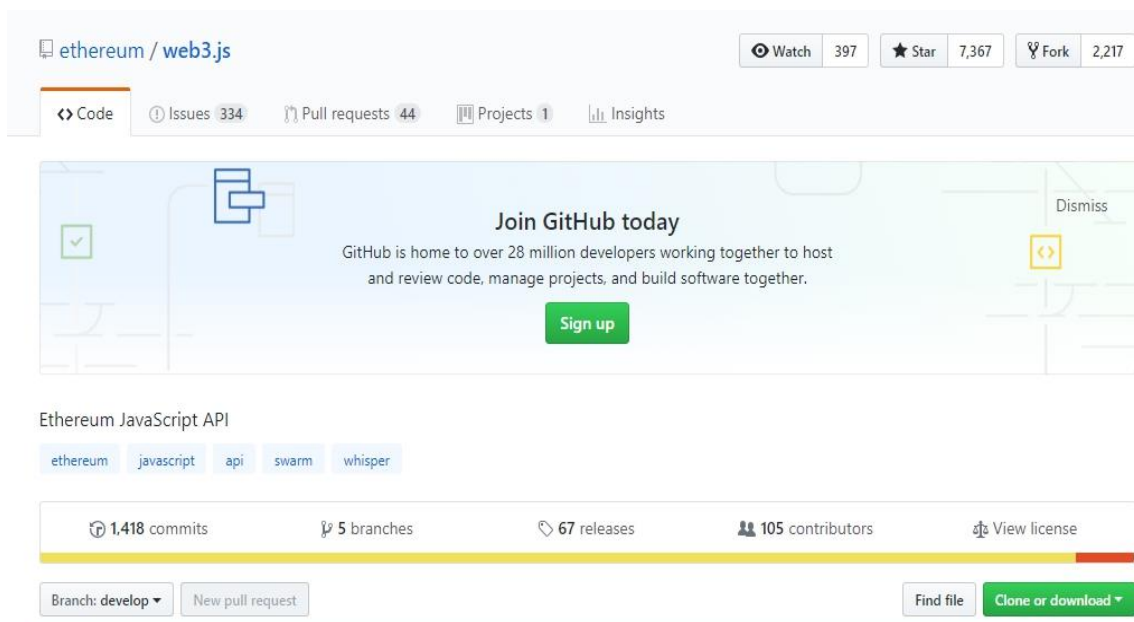 ethereum / web3.js
Watch 397 Star 7,367 Fork 2,217
Code Issues 334 Pull requests 44 Projects 1 Insights
Dismiss
Join GitHub today
GitHub is home to over 28 million developers working together to host
and review code, manage projects, and build software together.
Sign up
Ethereum JavaScript API
ethereum javascript api swarm whisper
1,418 commits 5 branches 67 releases 105 contributors View license
Branch: develop New pull request Find file Clone or download